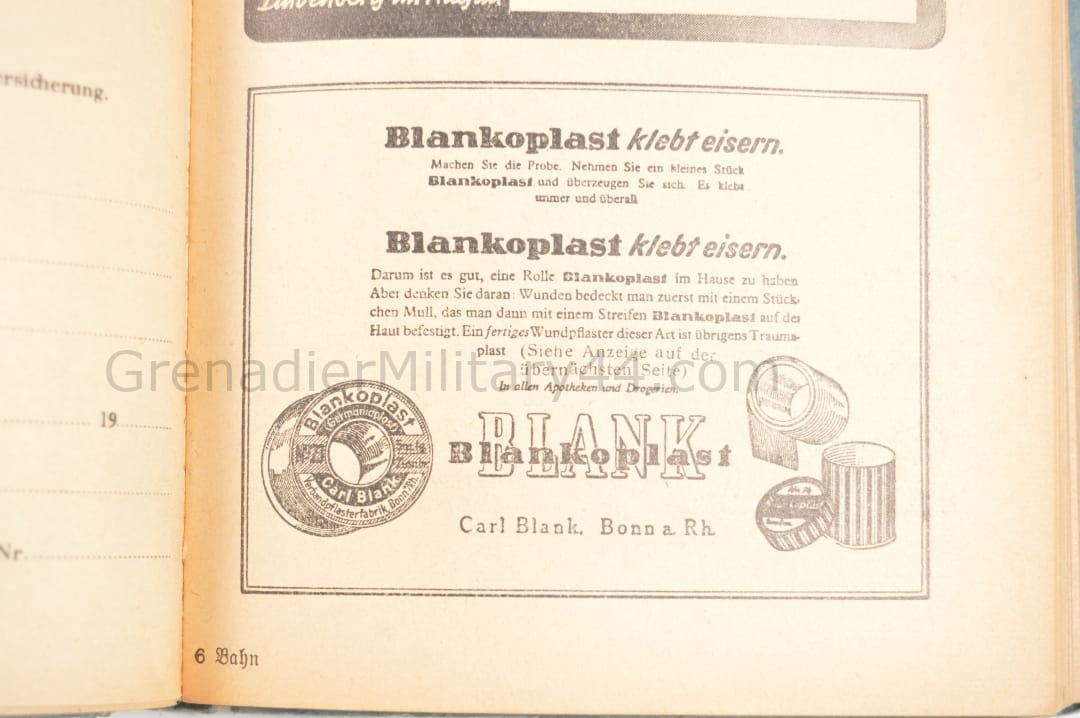 ersicherung.
19
Nr.
Blankoplast klebt eisern.
Machen Sie die Probe. Nehmen Sie ein kleines Stück
Blankoplast und überzeugen Sie sich. Es klebt
immer und überall
Blankoplast klebt eisern.
Darum ist es gut, eine Rolle Blankoplast im Hause zu haben
Aber denken Sie daran: Wunden bedeckt man zuerst mit einem Stück-
chen Mull, das man dann mit einem Streifen Blankoplast auf der
Haut befestigt. Ein fertiges Wundpflaster dieser Art ist übrigens Trauma-
plast (Siehe Anzeige auf der
übernächsten Seite)
In allen Apotheken und Drogerien.
GrenadierMilitary44.com
Blankoplast
(Germaniaplast)
Carl Blank
Verbandpflasterfabrik, Bonn a. Rh.
BLANK
Blankoplast
Carl Blank, Bonn a. Rh.
6 Bahn